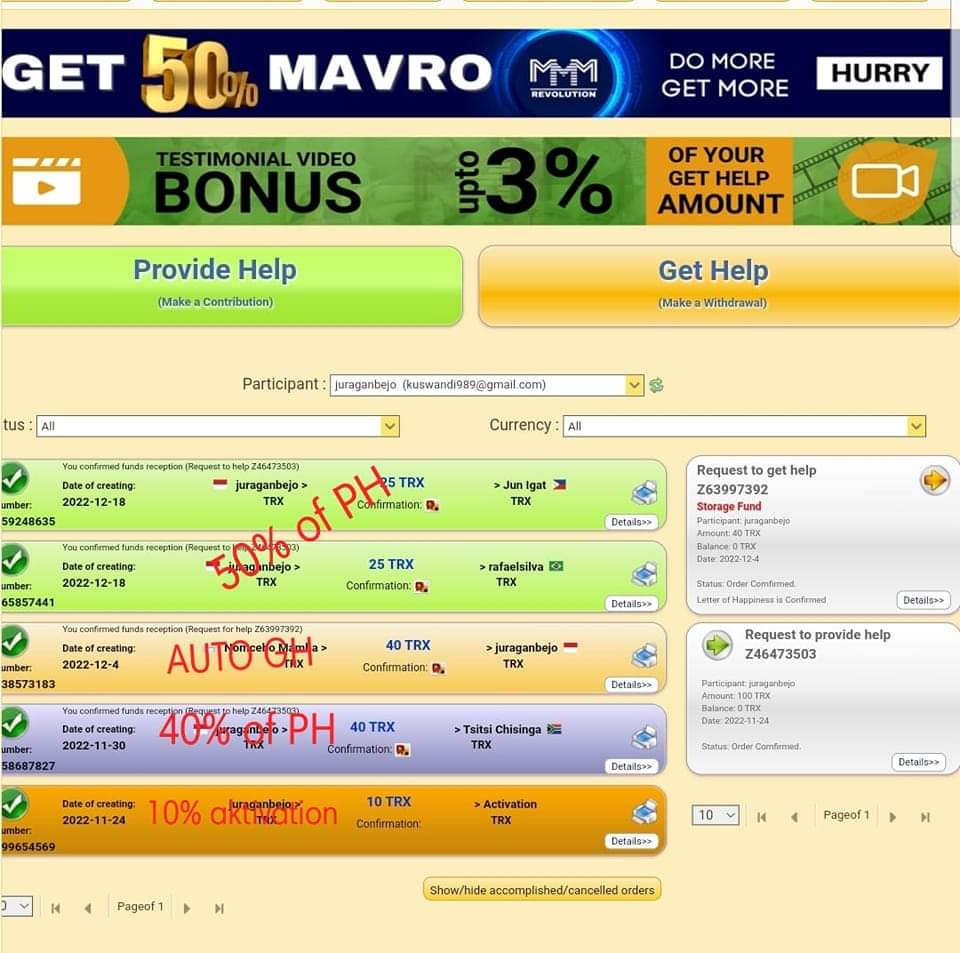 GET 50% MAVRO
MMM
REVOLUTION
DO MORE
GET MORE
HURRY
TESTIMONIAL VIDEO
BONUS
upto
3%
OF YOUR
GET HELP
AMOUNT
Provide Help
(Make a Contribution)
Get Help
(Make a Withdrawal)
Participant : juraganbejo (kuswandi989@gmail.com)
tus : All
Currency : All
You confirmed funds reception (Request to help Z46473503)
Date of creating:
2022-12-18
umber:
59248635
juraganbejo >
TRX
25 TRX
Confirmation:
> Jun Igat
TRX
Details>>
50% of PH
You confirmed funds reception (Request to help Z46473503)
Date of creating:
2022-12-18
umber:
65857441
juraganbejo >
TRX
25 TRX
Confirmation:
> rafaelsilva
TRX
Details>>
You confirmed funds reception (Request for help Z63997392)
Date of creating:
2022-12-4
umber:
38573183
Nomcebo Mamba >
TRX
AUTO GH
40 TRX
Confirmation:
> juraganbejo
TRX
Details>>
You confirmed funds reception (Request to help Z46473503)
Date of creating:
2022-11-30
umber:
58687827
juraganbejo >
TRX
40% of PH
40 TRX
Confirmation:
> Tsitsi Chisinga
TRX
Details>>
Date of creating:
2022-11-24
umber:
99654569
juraganbejo >
TRX
10% aktivation
10 TRX
Confirmation:
> Activation
TRX
Details>>
Show/hide accomplished/cancelled orders
0
Pageof 1
Request to get help
Z63997392
Storage Fund
Participant: juraganbejo
Amount: 40 TRX
Balance: 0 TRX
Date: 2022-12-4
Status: Order Comfirmed.
Letter of Happiness is Confirmed
Details>>
Request to provide help
Z46473503
Participant: juraganbejo
Amount: 100 TRX
Balance: 0 TRX
Date: 2022-11-24
Status: Order Comfirmed.
Details>>
10
Pageof 1